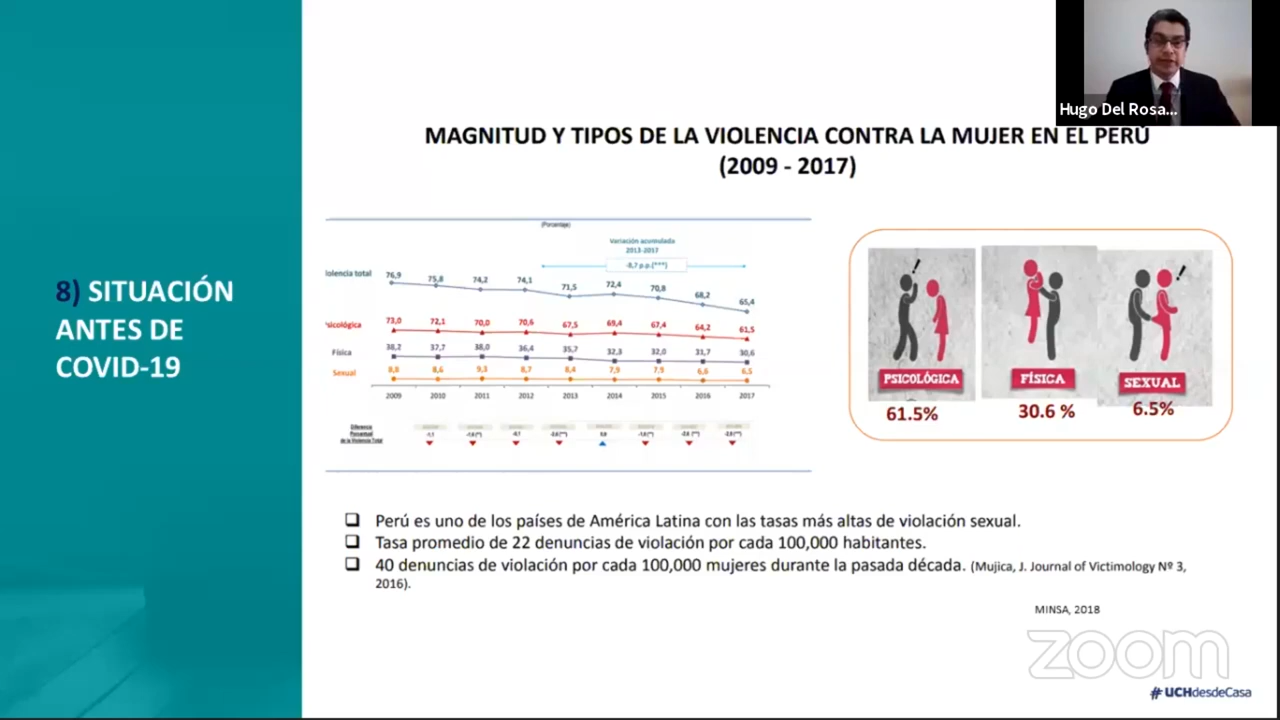 Hugo Del Rosa...
MAGNITUD Y TIPOS DE LA VIOLENCIA CONTRA LA MUJER EN EL PERÚ
(2009 - 2017)
8) SITUACIÓN
ANTES DE
COVID-19
(Porcentaje)
Variación acumulada
2013-2017
-8,7 p.p.(***)
iolencia total
76,9 75,8 74,2 74,1 71,5 72,4 70,8 68,2 65,4
sicológica
73,0 72,1 70,0 70,6 67,5 69,4 67,4 64,2 61,5
Física
38,2 37,7 38,0 36,4 35,7 32,3 32,0 31,7 30,6
Sexual
8,8 8,6 9,3 8,7 8,4 7,9 7,9 6,6 6,5
2009 2010 2011 2012 2013 2014 2015 2016 2017
Diferencia
Porcentual
de la Violencia Total
PSICOLÓGICA
FÍSICA
SEXUAL
61.5%
30.6 %
6.5%
Perú es uno de los países de América Latina con las tasas más altas de violación sexual.
Tasa promedio de 22 denuncias de violación por cada 100,000 habitantes.
40 denuncias de violación por cada 100,000 mujeres durante la pasada década. (Mujica, J. Journal of Victimology Nº 3,
2016).
MINSA, 2018
zoom
#UCHdesdeCasa